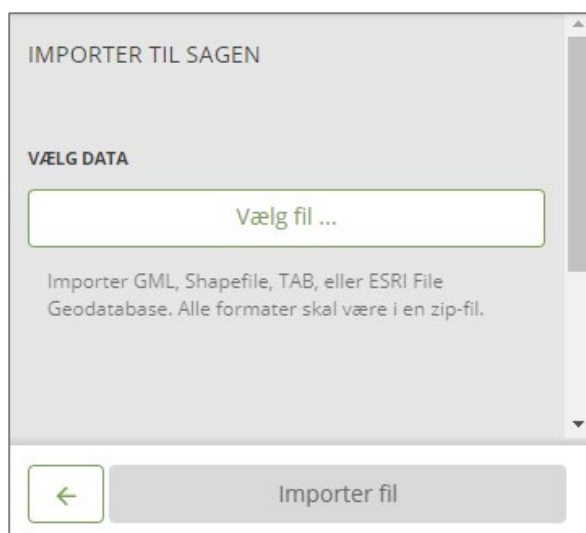 IMPORTER TIL SAGEN
VÆLG DATA
Vælg fil ...
Importer GML, Shapefile, TAB, eller ESRI File
Geodatabase. Alle formater skal være i en zip-fil.
Importer fil